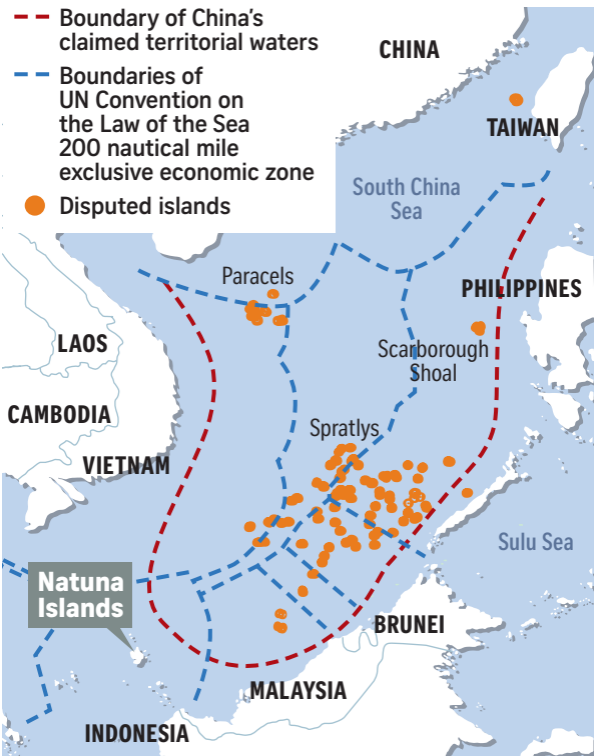 Boundary of China's
claimed territorial waters
Boundaries of
UN Convention on
the Law of the Sea
200 nautical mile
exclusive economic zone
Disputed islands
CHINA
TAIWAN
South China
Sea
Paracels
PHILIPPINES
LAOS
Scarborough
Shoal
CAMBODIA
Spratlys
VIETNAM
Sulu Sea
Natuna
Islands
BRUNEI
MALAYSIA
INDONESIA